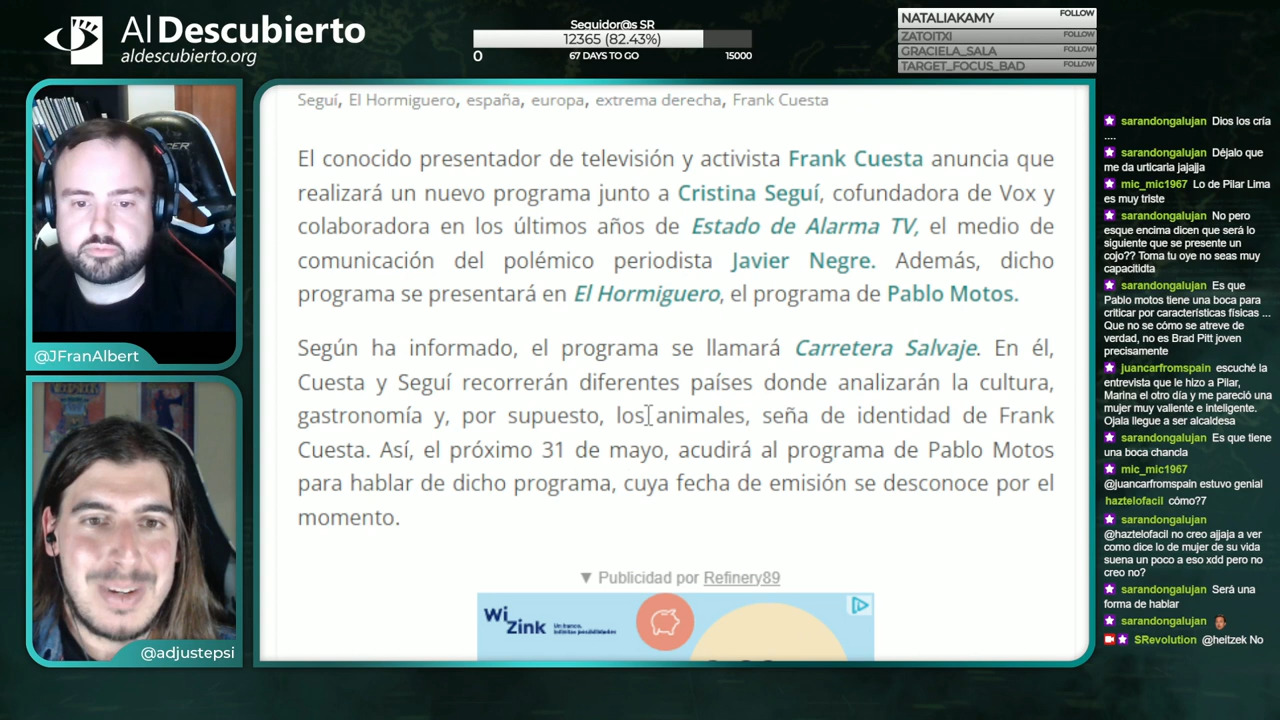 Al Descubierto
aldescubierto.org
Seguidor@s SR
12365 (82.43%)
0
67 DAYS TO GO
15000
NATALIAKAMY FOLLOW
ZATOITXI FOLLOW
GRACIELA_SALA FOLLOW
TARGET_FOCUS_BAD FOLLOW
@JFranAlbert
@adjustepsi
Seguí, El Hormiguero, españa, europa, extrema derecha, Frank Cuesta
El conocido presentador de televisión y activista Frank Cuesta anuncia que
realizará un nuevo programa junto a Cristina Seguí, cofundadora de Vox y
colaboradora en los últimos años de Estado de Alarma TV, el medio de
comunicación del polémico periodista Javier Negre. Además, dicho
programa se presentará en El Hormiguero, el programa de Pablo Motos.
Según ha informado, el programa se llamará Carretera Salvaje. En él,
Cuesta y Seguí recorrerán diferentes países donde analizarán la cultura,
gastronomía y, por supuesto, los animales, seña de identidad de Frank
Cuesta. Así, el próximo 31 de mayo, acudirá al programa de Pablo Motos
para hablar de dicho programa, cuya fecha de emisión se desconoce por el
momento.
▼ Publicidad por Refinery89
Wi
Zink
Un banco,
infinitas posibilidades
sarandongalujan Dios los cría
....
sarandongalujan Déjalo que
me da urticaria jajajja
mic_mic1967 Lo de Pilar Lima
es muy triste
sarandongalujan No pero
esque encima dicen que será lo
siguiente que se presente un
cojo?? Toma tu oye no seas muy
capacitidta
sarandongalujan Es que
Pablo motos tiene una boca para
criticar por características físicas ...
Que no se cómo se atreve de
verdad, no es Brad Pitt joven
precisamente
juancarfromspain escuché la
entrevista que le hizo a Pilar,
Marina el otro día y me pareció una
mujer muy valiente e inteligente.
Ojala llegue a ser alcaldesa
sarandongalujan Es que tiene
una boca chancla
mic_mic1967
@juancarfromspain estuvo genial
haztelofacil cómo??
sarandongalujan
@haztelofacil no creo ajjaja a ver
como dice lo de mujer de su vida
suena un poco a eso xdd pero no
creo no?
sarandongalujan Será una
forma de hablar
sarandongalujan
SRevolution @heitzek No